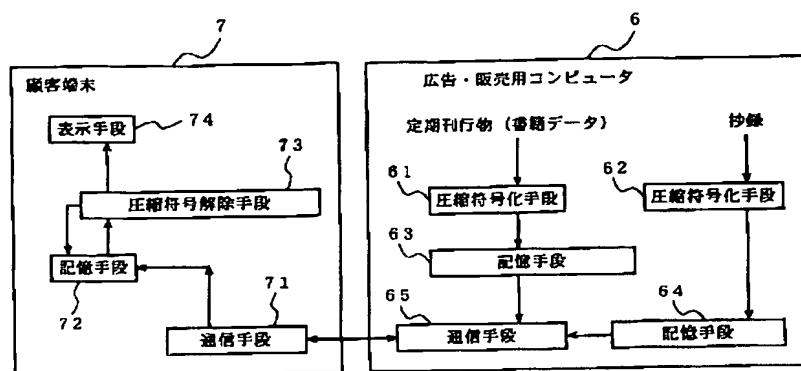 7
顧客端末
表示手段
74
73
圧縮符号解除手段
記憶手段
72
71
通信手段
6
広告・販売用コンピュータ
定期刊行物(書籍データ)
抄録
61
圧縮符号化手段
62
圧縮符号化手段
63
記憶手段
65
通信手段
64
記憶手段